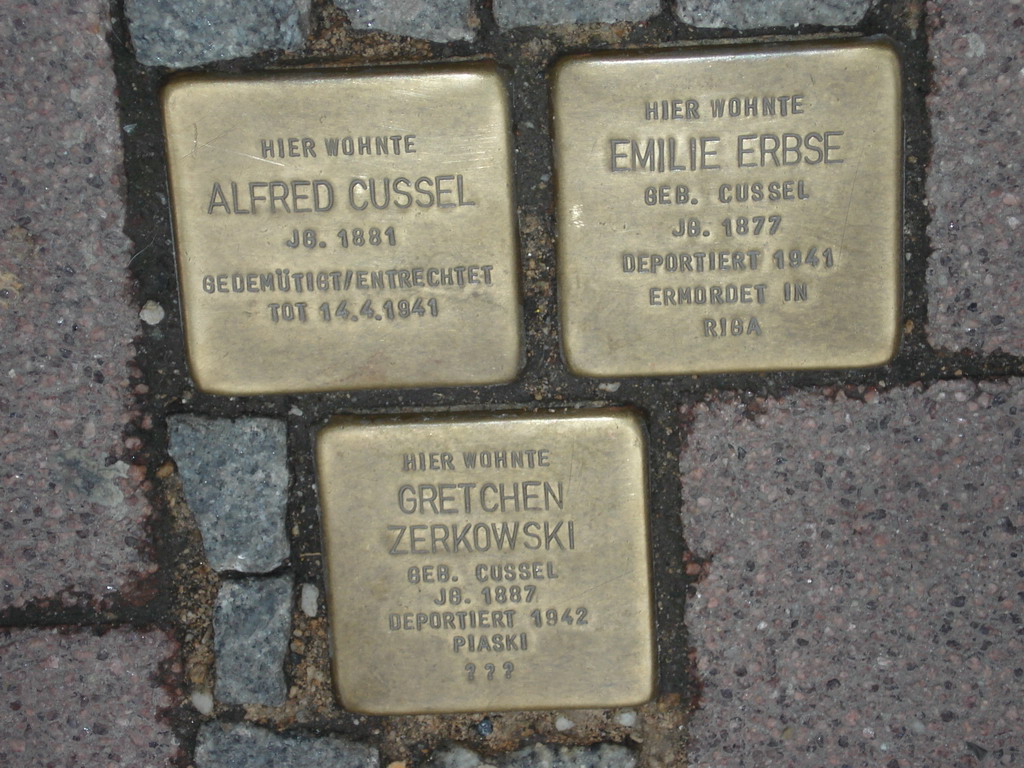 HIER WOHNTE
ALFRED CUSSEL
JG. 1881
GEDEMÜTIGT/ENTRECHTET
TOT 14.4.1941
HIER WOHNTE
EMILIE ERBSE
GEB. CUSSEL
JG. 1877
DEPORTIERT 1941
ERMORDET IN
RIGA
HIER WOHNTE
GRETCHEN
ZERKOWSKI
GEB. CUSSEL
JG. 1887
DEPORTIERT 1942
PIASKI
???